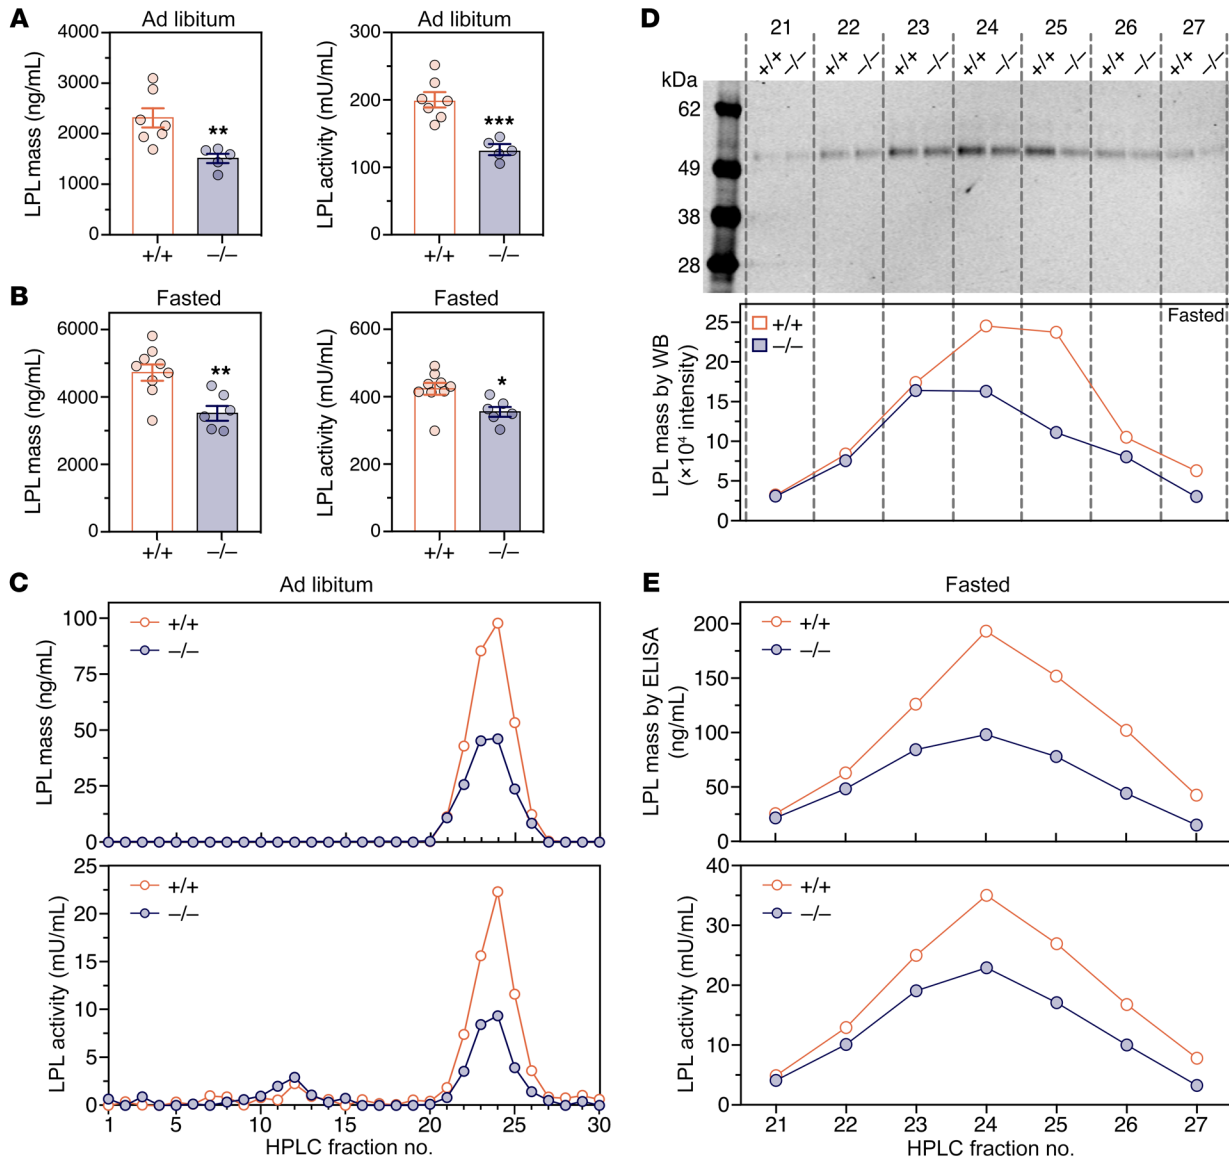 A
Ad libitum
LPL mass (ng/mL)
4000
3000
2000
1000
0
**
+/+
–/–
Ad libitum
LPL activity (mU/mL)
300
200
100
0
***
+/+
–/–
B
Fasted
LPL mass (ng/mL)
6000
4000
2000
0
**
+/+
–/–
Fasted
LPL activity (mU/mL)
600
400
200
0
*
+/+
–/–
C
Ad libitum
LPL mass (ng/mL)
100
75
50
25
0
+/+
–/–
LPL activity (mU/mL)
25
20
15
10
5
0
+/+
–/–
1 5 10 15 20 25 30
HPLC fraction no.
D
21 22 23 24 25 26 27
+/+ –/– +/+ –/– +/+ –/– +/+ –/– +/+ –/– +/+ –/– +/+ –/–
kDa
62
49
38
28
LPL mass by WB
(×10⁴ intensity)
25
20
15
10
5
0
+/+
–/–
Fasted
E
Fasted
LPL mass by ELISA
(ng/mL)
200
150
100
50
0
+/+
–/–
LPL activity (mU/mL)
40
30
20
10
0
+/+
–/–
21 22 23 24 25 26 27
HPLC fraction no.